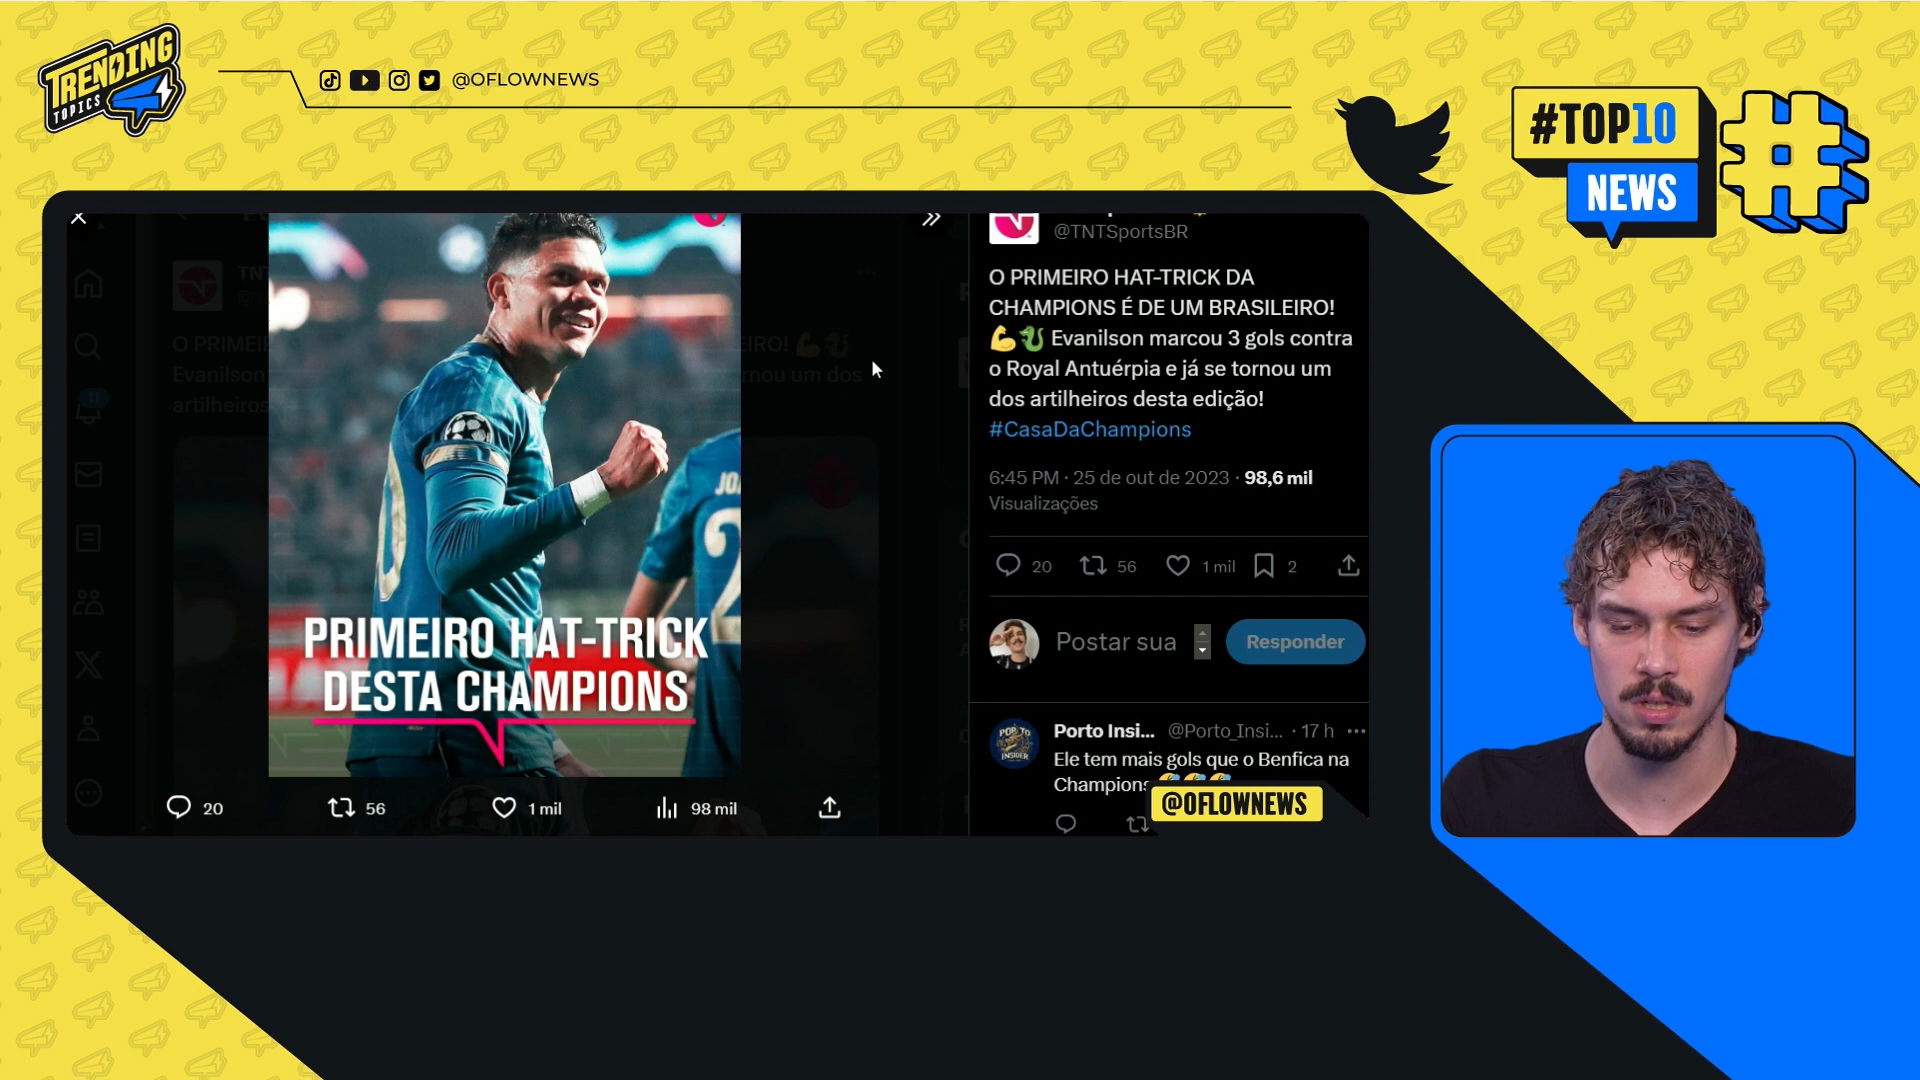 TRENDING
TOPICS
@OFLOWNEWS
#TOP10
NEWS
@TNTSportsBR
O PRIMEIRO HAT-TRICK DA
CHAMPIONS É DE UM BRASILEIRO!
💪🐉 Evanilson marcou 3 gols contra
o Royal Antuérpia e já se tornou um
dos artilheiros desta edição!
#CasaDaChampions
6:45 PM · 25 de out de 2023 · 98,6 mil
Visualizações
20 56 1 mil 2
Postar sua
Responder
Porto Insi... @Porto_Insi... · 17 h ···
Ele tem mais gols que o Benfica na
Champions
@OFLOWNEWS
PRIMEIRO HAT-TRICK
DESTA CHAMPIONS
20 56 1 mil 98 mil